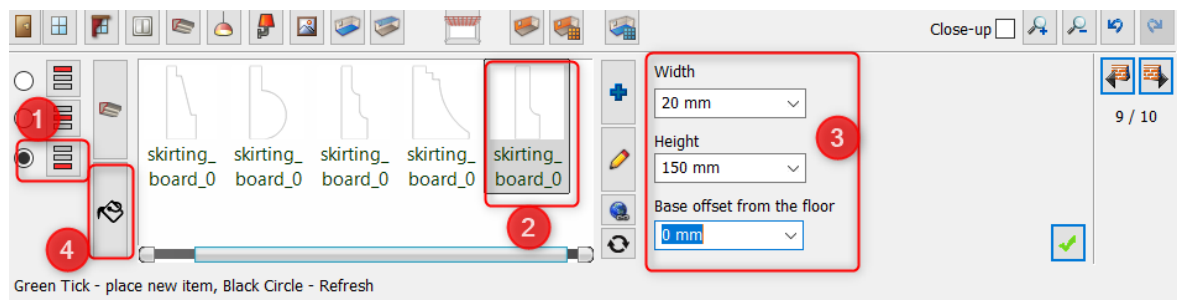 Close-up
1
2
3
4
skirting_
board_0
skirting_
board_0
skirting_
board_0
skirting_
board_0
skirting_
board_0
Width
20 mm
Height
150 mm
Base offset from the floor
0 mm
9 / 10
Green Tick - place new item, Black Circle - Refresh